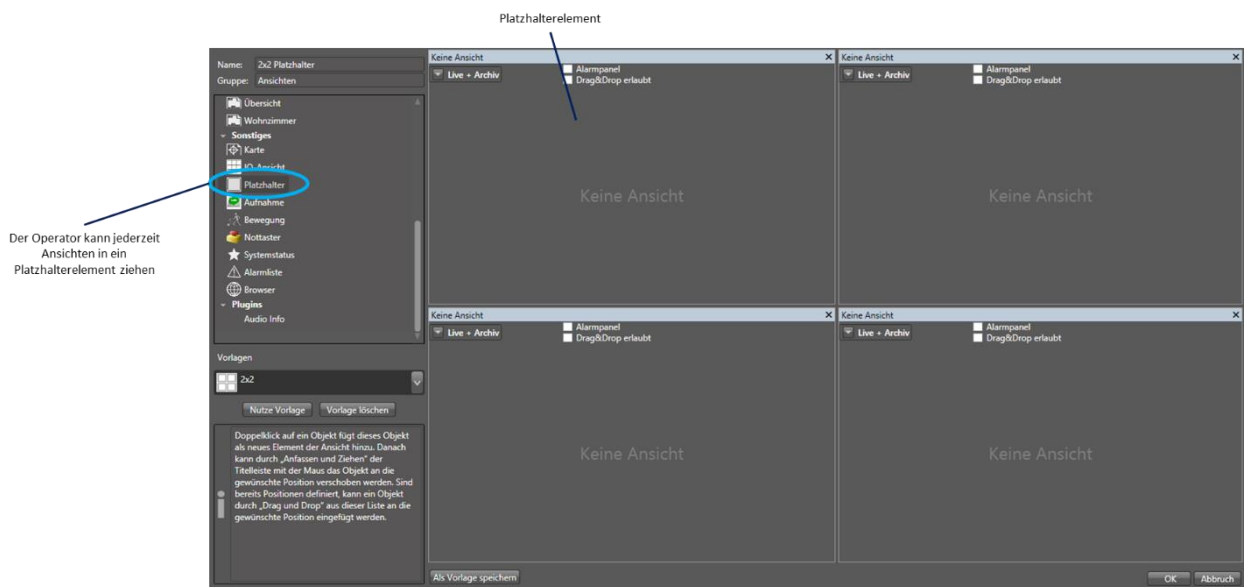 Platzhalterelement
Name: 2x2 Platzhalter
Gruppe: Ansichten
Übersicht
Wohnzimmer
Sonstiges
Karte
IO-Ansicht
Platzhalter
Aufnahme
Bewegung
Nottaster
Systemstatus
Alarmliste
Browser
Plugins
Audio Info
Vorlagen
2x2
Nutze Vorlage Vorlage löschen
Doppelklick auf ein Objekt fügt dieses Objekt
als neues Element der Ansicht hinzu. Danach
kann durch „Anfassen und Ziehen" der
Titelleiste mit der Maus das Objekt an die
gewünschte Position verschoben werden. Sind
bereits Positionen definiert, kann ein Objekt
durch „Drag und Drop" aus dieser Liste an die
gewünschte Position eingefügt werden.
Der Operator kann jederzeit
Ansichten in ein
Platzhalterelement ziehen
Keine Ansicht
Live + Archiv
Alarmpanel
Drag&Drop erlaubt
Keine Ansicht
Keine Ansicht
Live + Archiv
Alarmpanel
Drag&Drop erlaubt
Keine Ansicht
Keine Ansicht
Live + Archiv
Alarmpanel
Drag&Drop erlaubt
Keine Ansicht
Keine Ansicht
Live + Archiv
Alarmpanel
Drag&Drop erlaubt
Keine Ansicht
Als Vorlage speichern
OK Abbruch